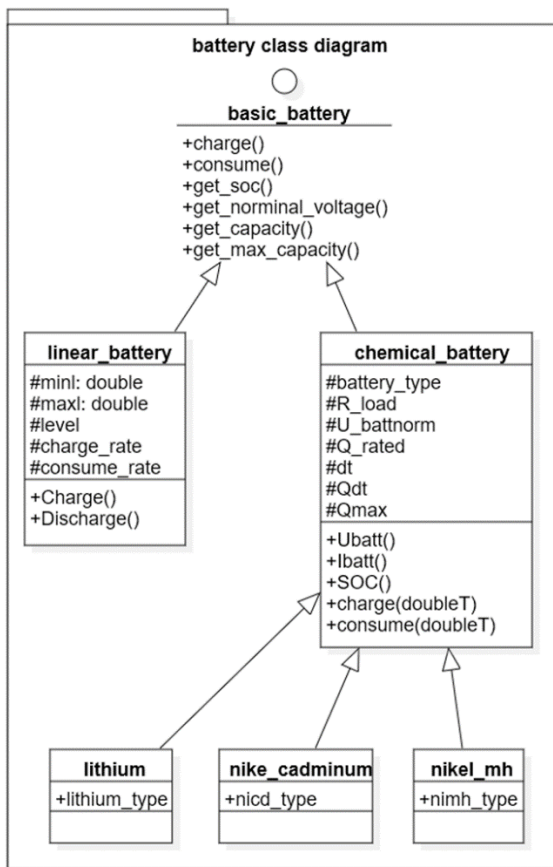 battery class diagram
basic_battery
+charge()
+consume()
+get_soc()
+get_norminal_voltage()
+get_capacity()
+get_max_capacity()
linear_battery
#minl: double
#maxl: double
#level
#charge_rate
#consume_rate
+Charge()
+Discharge()
chemical_battery
#battery_type
#R_load
#U_battnorm
#Q_rated
#dt
#Qdt
#Qmax
+Ubatt()
+Ibatt()
+SOC()
+charge(doubleT)
+consume(doubleT)
lithium
+lithium_type
nike_cadminum
+nicd_type
nikel_mh
+nimh_type